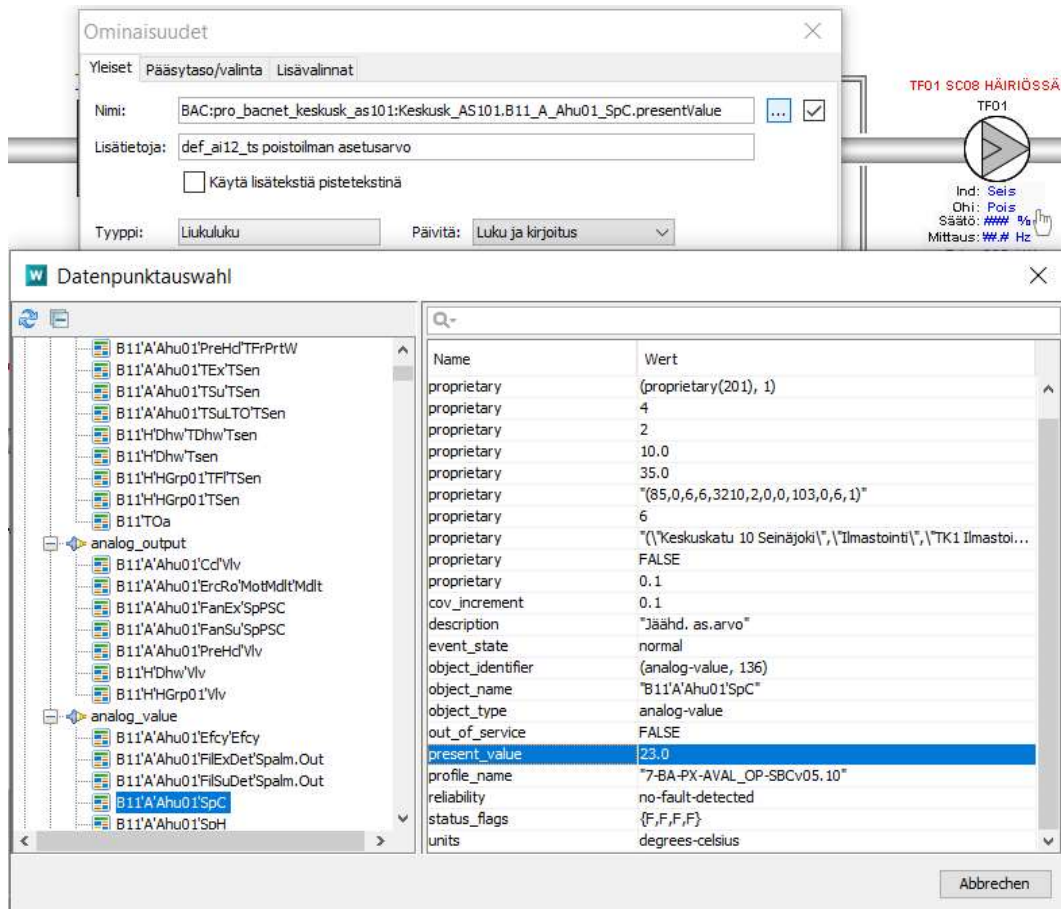 Ominaisuudet
Yleiset Pääsytaso/valinta Lisävalinnat
Nimi: BAC:pro_bacnet_keskusk_as101:Keskusk_AS101.B11_A_Ahu01_SpC.presentValue ...
Lisätietoja: def_ai12_ts poistoilman asetusarvo
Käytä lisätekstiä pistetekstinä
Tyyppi: Liukuluku Päivitä: Luku ja kirjoitus
TF01 SC08 HÄIRIÖSSÄ
TF01
Ind: Seis
Ohi: Pois
Säätö: ###  %
Mittaus: ##.# Hz
Datenpunktauswahl
B11'A'Ahu01'PreHcl'TFrPrtW
B11'A'Ahu01'TEx'TSen
B11'A'Ahu01'TSu'TSen
B11'A'Ahu01'TSuLTO'TSen
B11'H'Dhw'TDhw'Tsen
B11'H'Dhw'Tsen
B11'H'HGrp01'TFl'TSen
B11'H'HGrp01'TSen
B11'TOa
analog_output
B11'A'Ahu01'Ccl'Vlv
B11'A'Ahu01'ErcRo'MotMdlt'Mdlt
B11'A'Ahu01'FanEx'SpPSC
B11'A'Ahu01'FanSu'SpPSC
B11'A'Ahu01'PreHcl'Vlv
B11'H'Dhw'Vlv
B11'H'HGrp01'Vlv
analog_value
B11'A'Ahu01'Efcy'Efcy
B11'A'Ahu01'FilExDet'Spalm.Out
B11'A'Ahu01'FilSuDet'Spalm.Out
B11'A'Ahu01'SpC
B11'A'Ahu01'SpH
Name Wert
proprietary (proprietary(201), 1)
proprietary 4
proprietary 2
proprietary 10.0
proprietary 35.0
proprietary "(85,0,6,6,3210,2,0,0,103,0,6,1)"
proprietary 6
proprietary "(\"Keskuskatu 10 Seinäjoki\",\"Ilmastointi\",\"TK1 Ilmastoi...
proprietary FALSE
proprietary 0.1
cov_increment 0.1
description "Jäähd. as.arvo"
event_state normal
object_identifier (analog-value, 136)
object_name "B11'A'Ahu01'SpC"
object_type analog-value
out_of_service FALSE
present_value 23.0
profile_name "7-BA-PX-AVAL_OP-SBCv05.10"
reliability no-fault-detected
status_flags {F,F,F,F}
units degrees-celsius
Abbrechen